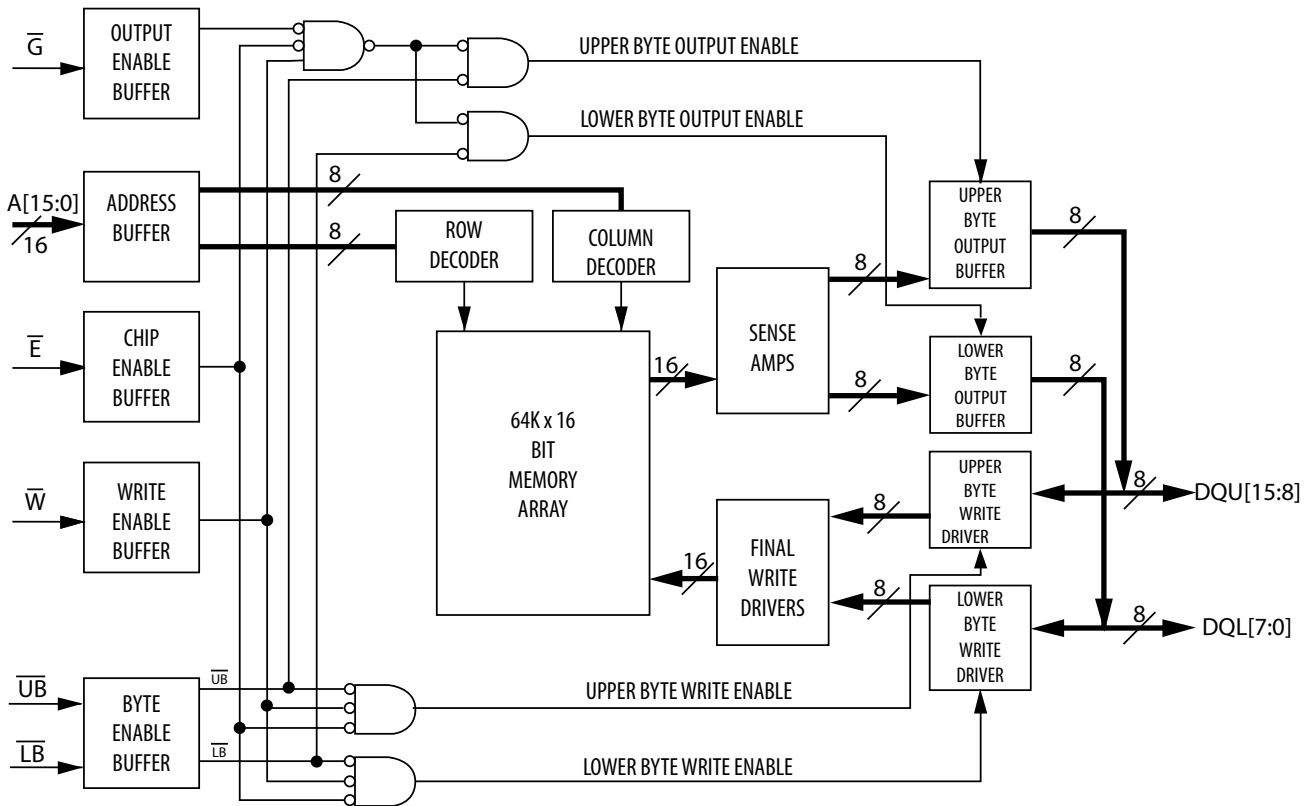 G̅
OUTPUT
ENABLE
BUFFER
UPPER BYTE OUTPUT ENABLE
LOWER BYTE OUTPUT ENABLE
A[15:0]
16
ADDRESS
BUFFER
8
8
ROW
DECODER
COLUMN
DECODER
UPPER
BYTE
OUTPUT
BUFFER
8
E̅
CHIP
ENABLE
BUFFER
64K x 16
BIT
MEMORY
ARRAY
16
SENSE
AMPS
8
8
LOWER
BYTE
OUTPUT
BUFFER
8
W̅
WRITE
ENABLE
BUFFER
16
FINAL
WRITE
DRIVERS
8
8
UPPER
BYTE
WRITE
DRIVER
8
DQU[15:8]
LOWER
BYTE
WRITE
DRIVER
8
DQL[7:0]
U̅B̅
L̅B̅
BYTE
ENABLE
BUFFER
U̅B̅
L̅B̅
UPPER BYTE WRITE ENABLE
LOWER BYTE WRITE ENABLE